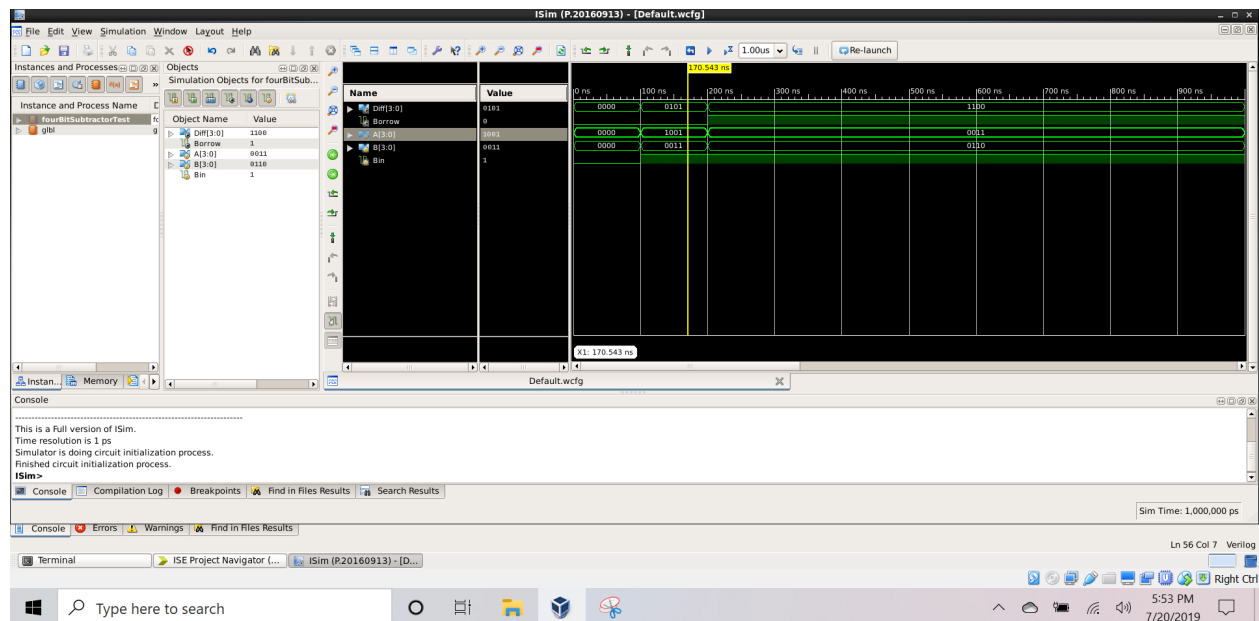 ISim (P.20160913) - [Default.wcfg]
File Edit View Simulation Window Layout Help
1.00us Re-launch
Instances and Processes
Instance and Process Name
fourBitSubtractorTest fc
glbl g
Instan... Memory
Objects
Simulation Objects for fourBitSub...
Object Name Value
Diff[3:0] 1100
Borrow 1
A[3:0] 0011
B[3:0] 0110
Bin 1
Name Value
Diff[3:0] 0101
Borrow 0
A[3:0] 1001
B[3:0] 0011
Bin 1
170.543 ns
0 ns 100 ns 200 ns 300 ns 400 ns 500 ns 600 ns 700 ns 800 ns 900 ns
0000 0101 1100
0000 1001 0011
0000 0011 0110
X1: 170.543 ns
Default.wcfg
Console
This is a Full version of ISim.
Time resolution is 1 ps
Simulator is doing circuit initialization process.
Finished circuit initialization process.
ISim>
Console Compilation Log Breakpoints Find in Files Results Search Results
Sim Time: 1,000,000 ps
Console Errors Warnings Find in Files Results
Ln 56 Col 7 Verilog
Terminal ISE Project Navigator (... ISim (P.20160913) - [D...
Right Ctrl
Type here to search
5:53 PM
7/20/2019